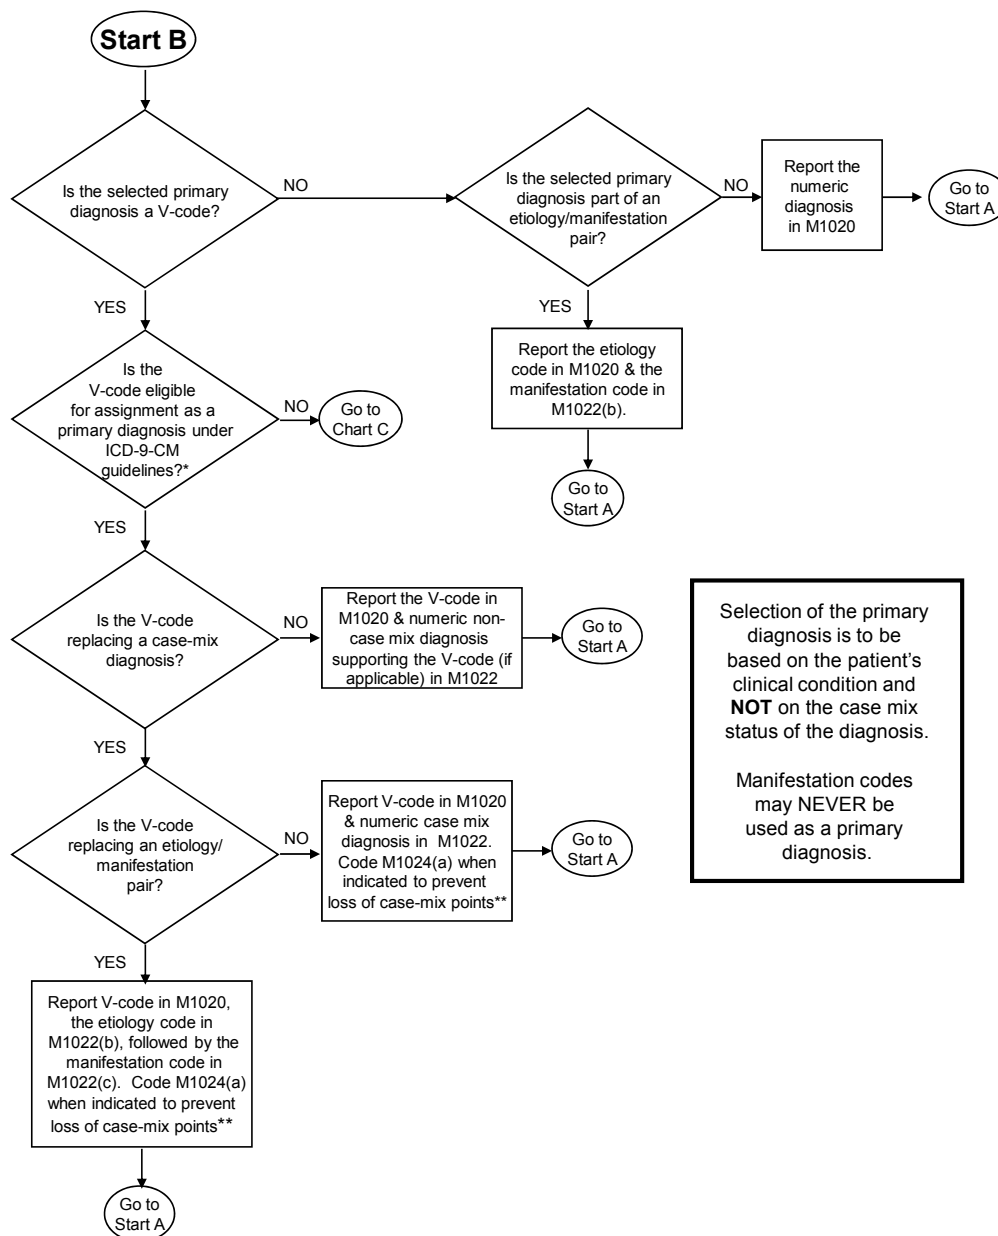 Start B
Is the selected primary
diagnosis a V-code?
NO
Is the selected primary
diagnosis part of an
etiology/manifestation
pair?
NO
Report the
numeric
diagnosis
in M1020
Go to
Start A
YES
YES
Report the etiology
code in M1020 & the
manifestation code in
M1022(b).
Go to
Start A
Is the
V-code eligible
for assignment as a
primary diagnosis under
ICD-9-CM
guidelines?*
NO
Go to
Chart C
YES
Is the V-code
replacing a case-mix
diagnosis?
NO
Report the V-code in
M1020 & numeric non-
case mix diagnosis
supporting the V-code (if
applicable) in M1022
Go to
Start A
Selection of the primary
diagnosis is to be
based on the patient’s
clinical condition and
NOT on the case mix
status of the diagnosis.
Manifestation codes
may NEVER be
used as a primary
diagnosis.
YES
Is the V-code
replacing an etiology/
manifestation
pair?
NO
Report V-code in M1020
& numeric case mix
diagnosis in M1022.
Code M1024(a) when
indicated to prevent
loss of case-mix points**
Go to
Start A
YES
Report V-code in M1020,
the etiology code in
M1022(b), followed by the
manifestation code in
M1022(c). Code M1024(a)
when indicated to prevent
loss of case-mix points**
Go to
Start A